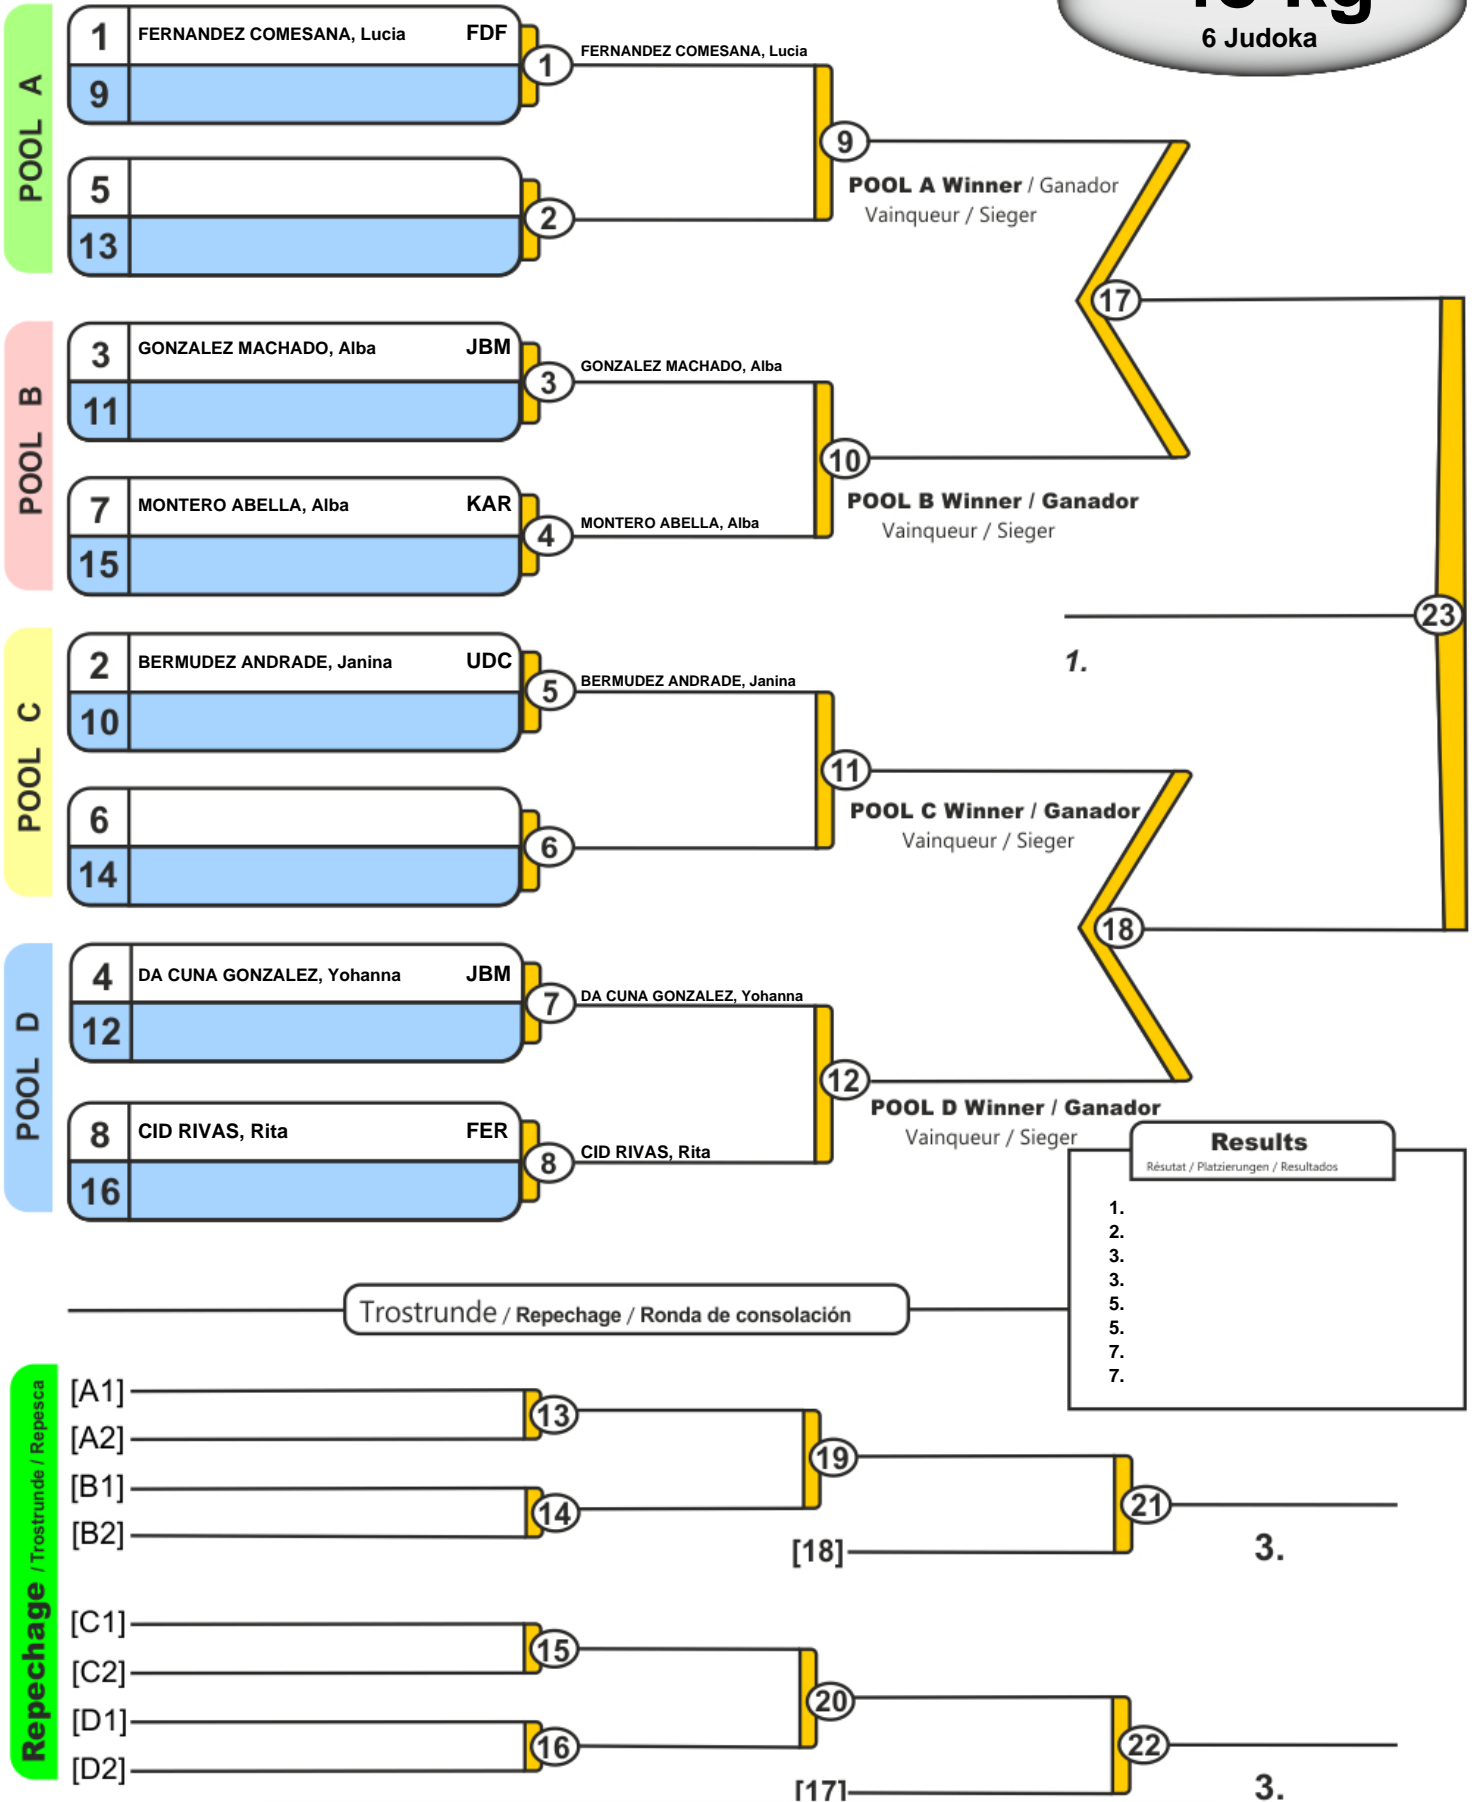 kg
6 Judoka
POOL A
1 FERNANDEZ COMESANA, Lucia FDF
9
1
FERNANDEZ COMESANA, Lucia
5
13
2
9
POOL A Winner / Ganador
Vainqueur / Sieger
17
POOL B
3 GONZALEZ MACHADO, Alba JBM
11
3
GONZALEZ MACHADO, Alba
7 MONTERO ABELLA, Alba KAR
15
4
MONTERO ABELLA, Alba
10
POOL B Winner / Ganador
Vainqueur / Sieger
23
1.
POOL C
2 BERMUDEZ ANDRADE, Janina UDC
10
5
BERMUDEZ ANDRADE, Janina
6
14
6
11
POOL C Winner / Ganador
Vainqueur / Sieger
18
POOL D
4 DA CUNA GONZALEZ, Yohanna JBM
12
7
DA CUNA GONZALEZ, Yohanna
8 CID RIVAS, Rita FER
16
8
CID RIVAS, Rita
12
POOL D Winner / Ganador
Vainqueur / Sieger
Results
Résutat / Platzierungen / Resultados
1.
2.
3.
3.
5.
5.
7.
7.
Trostrunde / Repechage / Ronda de consolación
Repechage / Trostrunde / Repesca
[A1]
[A2]
13
[B1]
[B2]
14
19
[18]
21
3.
[C1]
[C2]
15
[D1]
[D2]
16
20
[17]
22
3.